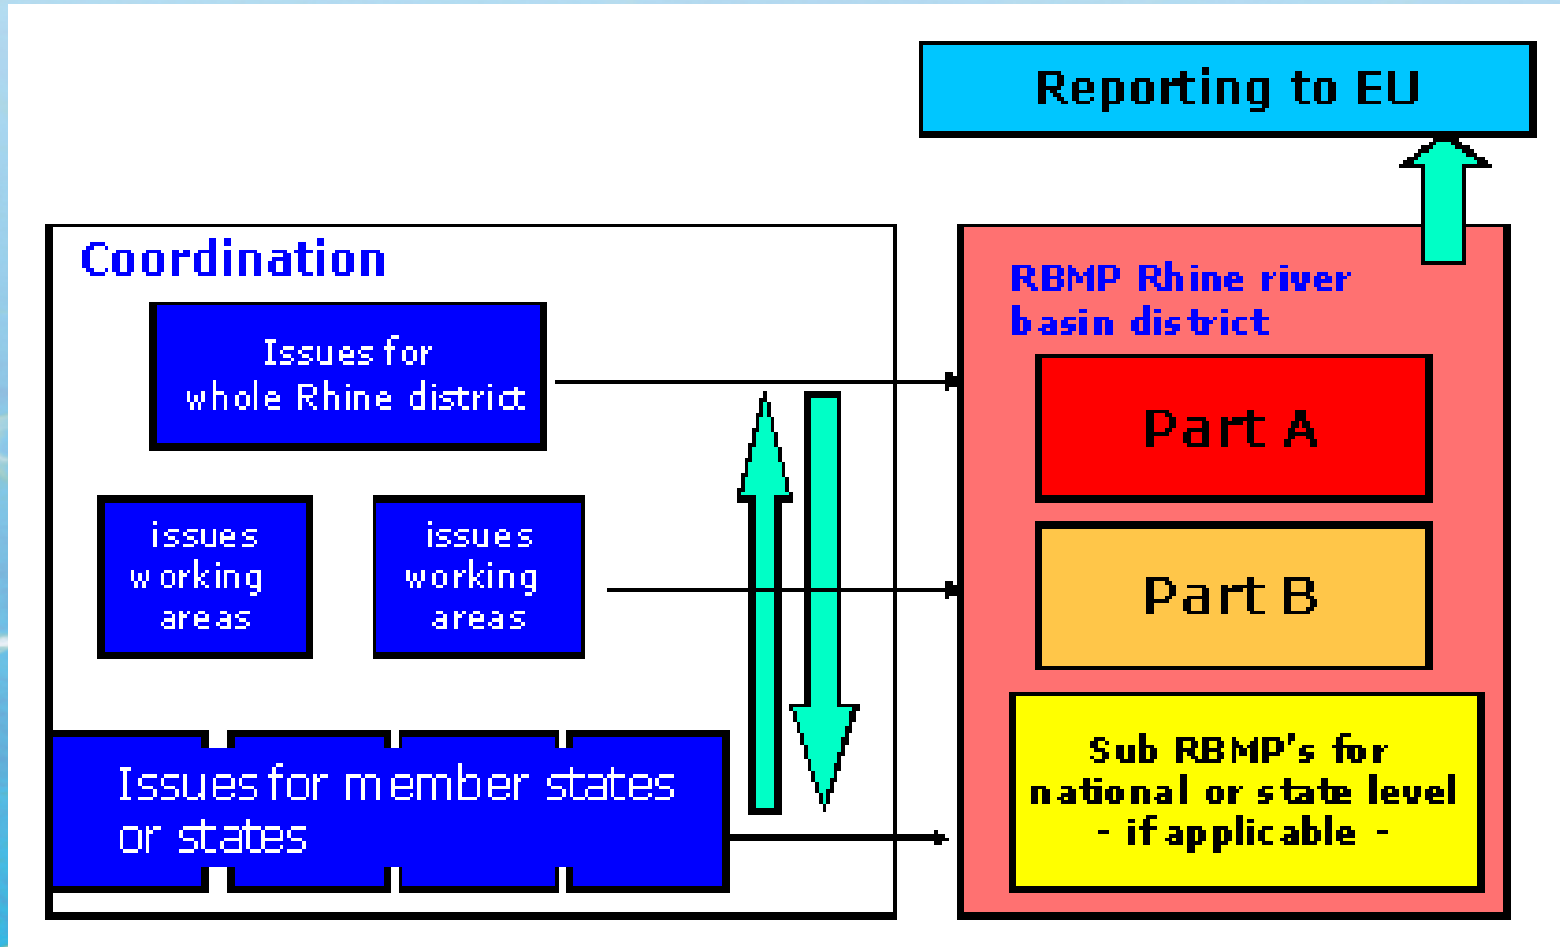 Reporting to EU
Coordination
Issues for
whole Rhine district
issues
working
areas
issues
working
areas
Issues for member states
or states
RBMP Rhine river
basin district
Part A
Part B
Sub RBMP's for
national or state level
- if applicable -